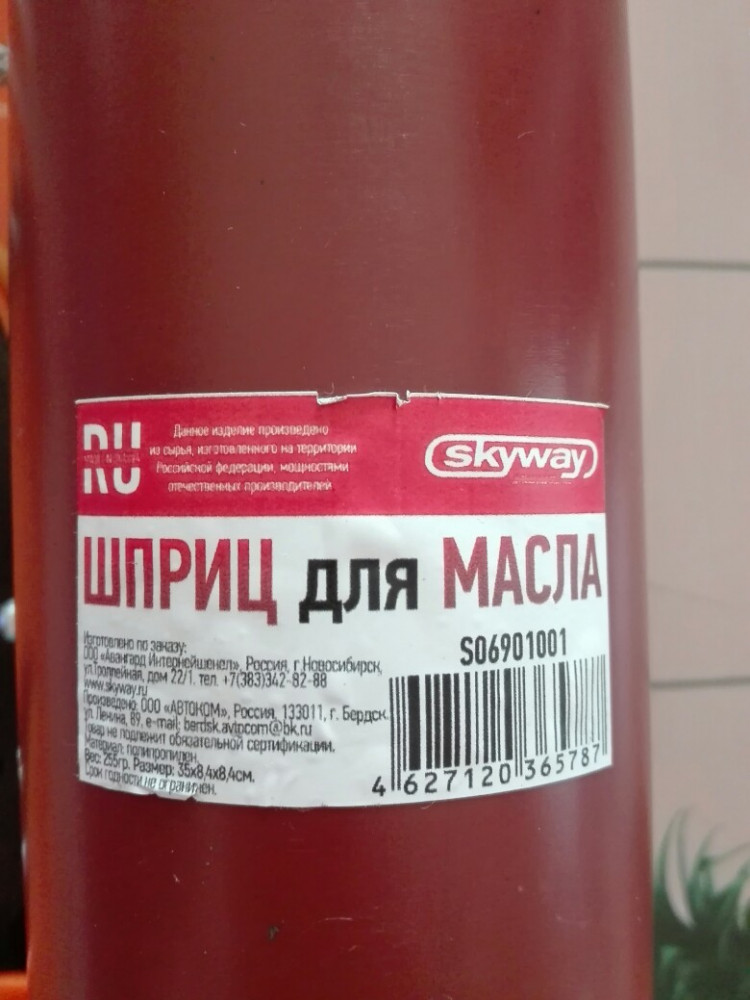 RU
Данное изделие произведено
из сырья, изготовленного на территории
Российской федерации, мощностями
отечественных производителей.
skyway
ШПРИЦ для МАСЛА
S06901001
Изготовлено по заказу:
ООО «Авангард Интернейшенел», Россия, г.Новосибирск,
ул.Троллейная, дом 22/1. тел. +7(383)342-82-88
www.skyway.ru
Произведено: ООО «АВТОКОМ», Россия, 133011, г. Бердск,
ул. Ленина, 89, e-mail: berdsk.avtocom@bk.ru
Товар не подлежит обязательной сертификации.
Материал: полипропилен.
Вес: 255гр. Размер: 35х8,4х8,4см.
Срок годности не ограничен.
4 627120 365787